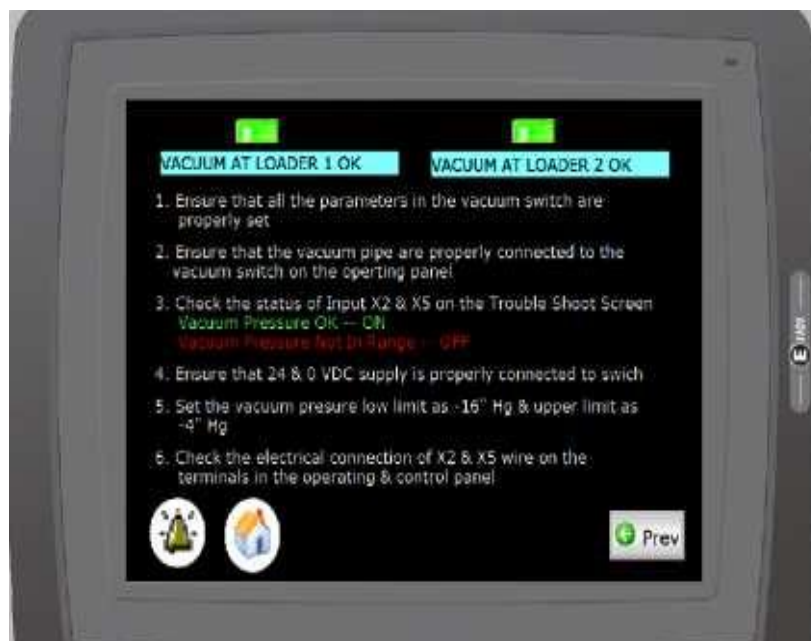 VACUUM AT LOADER 1 OK
VACUUM AT LOADER 2 OK
1. Ensure that all the parameters in the vacuum switch are
properly set
2. Ensure that the vacuum pipe are properly connected to the
vacuum switch on the operting panel
3. Check the status of Input X2 & X5 on the Trouble Shoot Screen
Vacuum Pressure OK -- ON
Vacuum Pressure Not In Range -- OFF
4. Ensure that 24 & 0 VDC supply is properly connected to swich
5. Set the vacuum presure low limit as -16" Hg & upper limit as
-4" Hg
6. Check the electrical connection of X2 & X5 wire on the
terminals in the operating & control panel
Prev